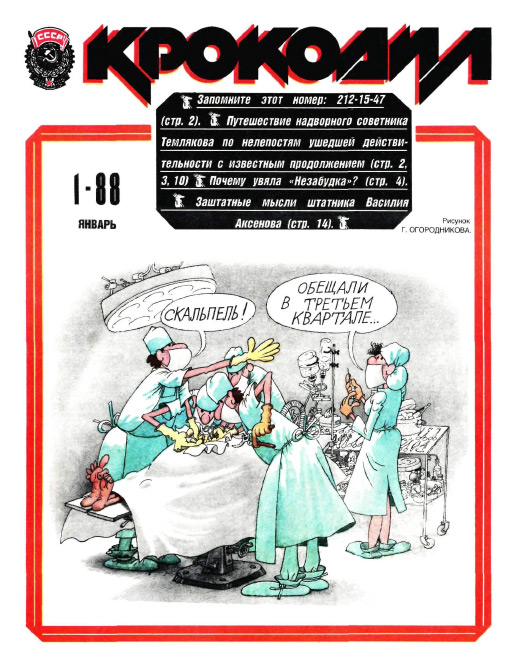 СССР
КРОКОДИЛ
Запомните этот номер: 212-15-47
(стр. 2). Путешествие надворного советника
Темлякова по нелепостям ушедшей действи-
тельности с известным продолжением (стр. 2,
3, 10) Почему увяла «Незабудка»? (стр. 4).
Заштатные мысли штатника Василия
Аксенова (стр. 14).
1-88
ЯНВАРЬ
Рисунок
Г. ОГОРОДНИКОВА.
СКАЛЬПЕЛЬ!
ОБЕЩАЛИ
В ТРЕТЬЕМ
КВАРТАЛЕ...